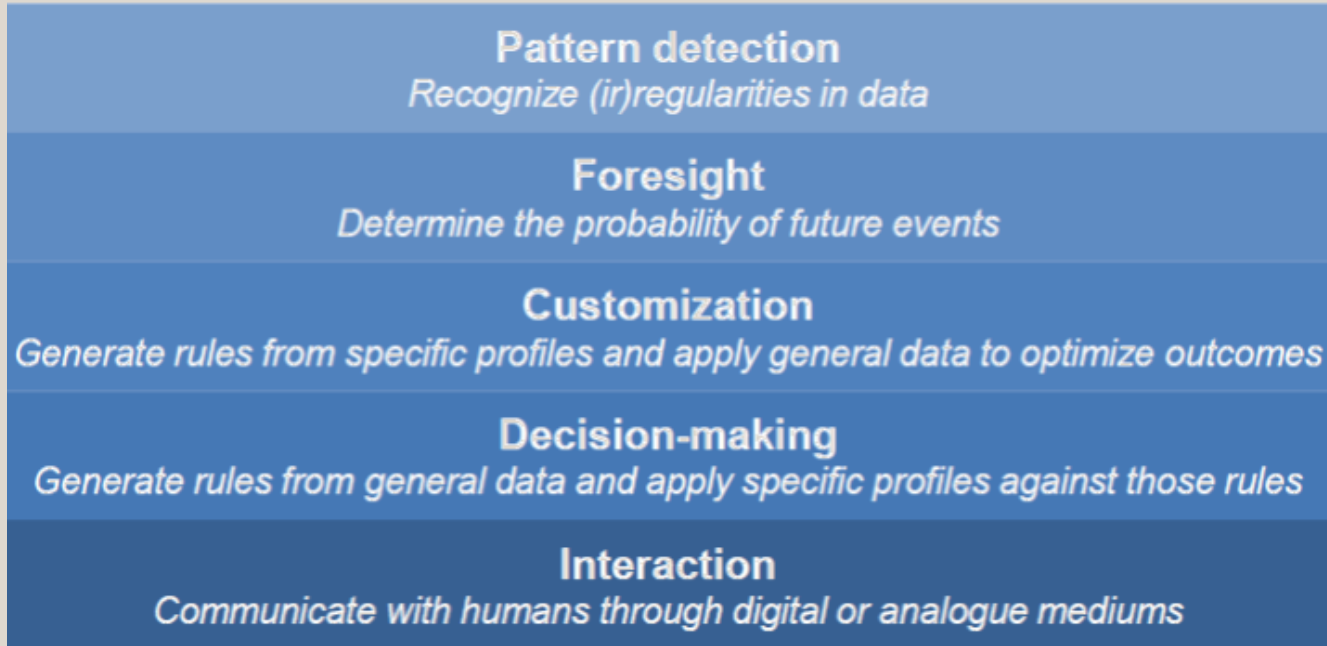 Pattern detection
Recognize (ir)regularities in data
Foresight
Determine the probability of future events
Customization
Generate rules from specific profiles and apply general data to optimize outcomes
Decision-making
Generate rules from general data and apply specific profiles against those rules
Interaction
Communicate with humans through digital or analogue mediums